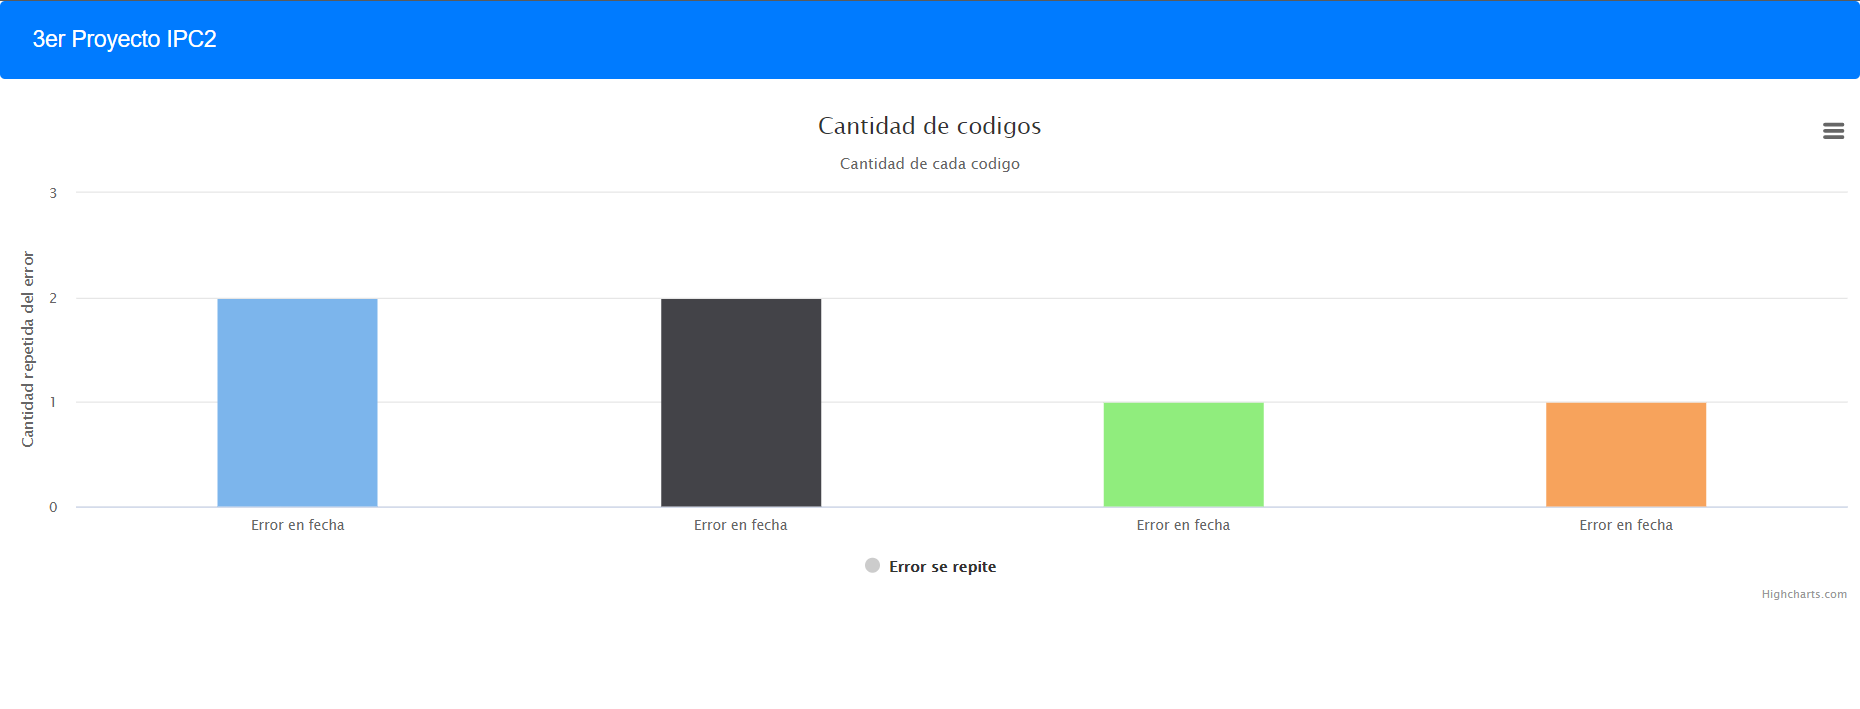 3er Proyecto IPC2
Cantidad de codigos
Cantidad de cada codigo
Cantidad repetida del error
3
2
1
0
Error en fecha
Error en fecha
Error en fecha
Error en fecha
Error se repite
Highcharts.com